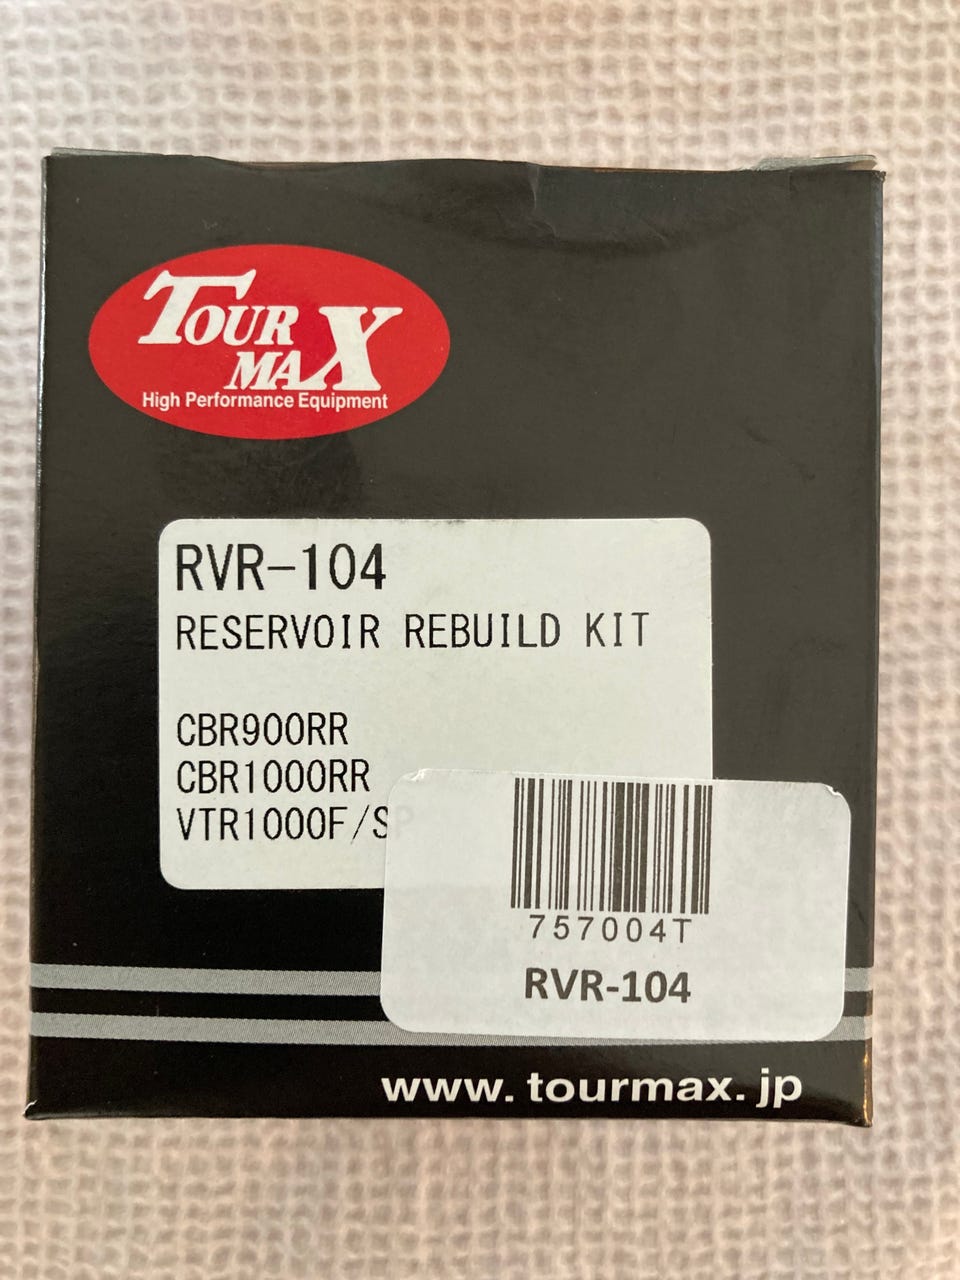 TOUR
MAX
High Performance Equipment
RVR-104
RESERVOIR REBUILD KIT
CBR900RR
CBR1000RR
VTR1000F/SP
757004T
RVR-104
www.tourmax.jp